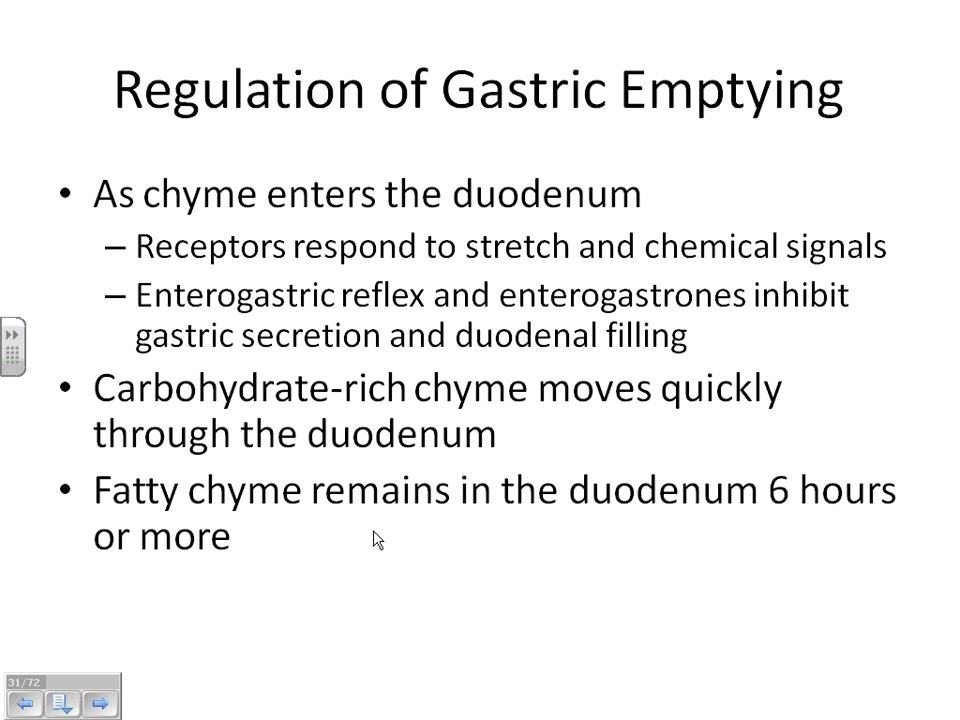 Regulation of Gastric Emptying
• As chyme enters the duodenum
– Receptors respond to stretch and chemical signals
– Enterogastric reflex and enterogastrones inhibit
gastric secretion and duodenal filling
• Carbohydrate-rich chyme moves quickly
through the duodenum
• Fatty chyme remains in the duodenum 6 hours
or more
31/72